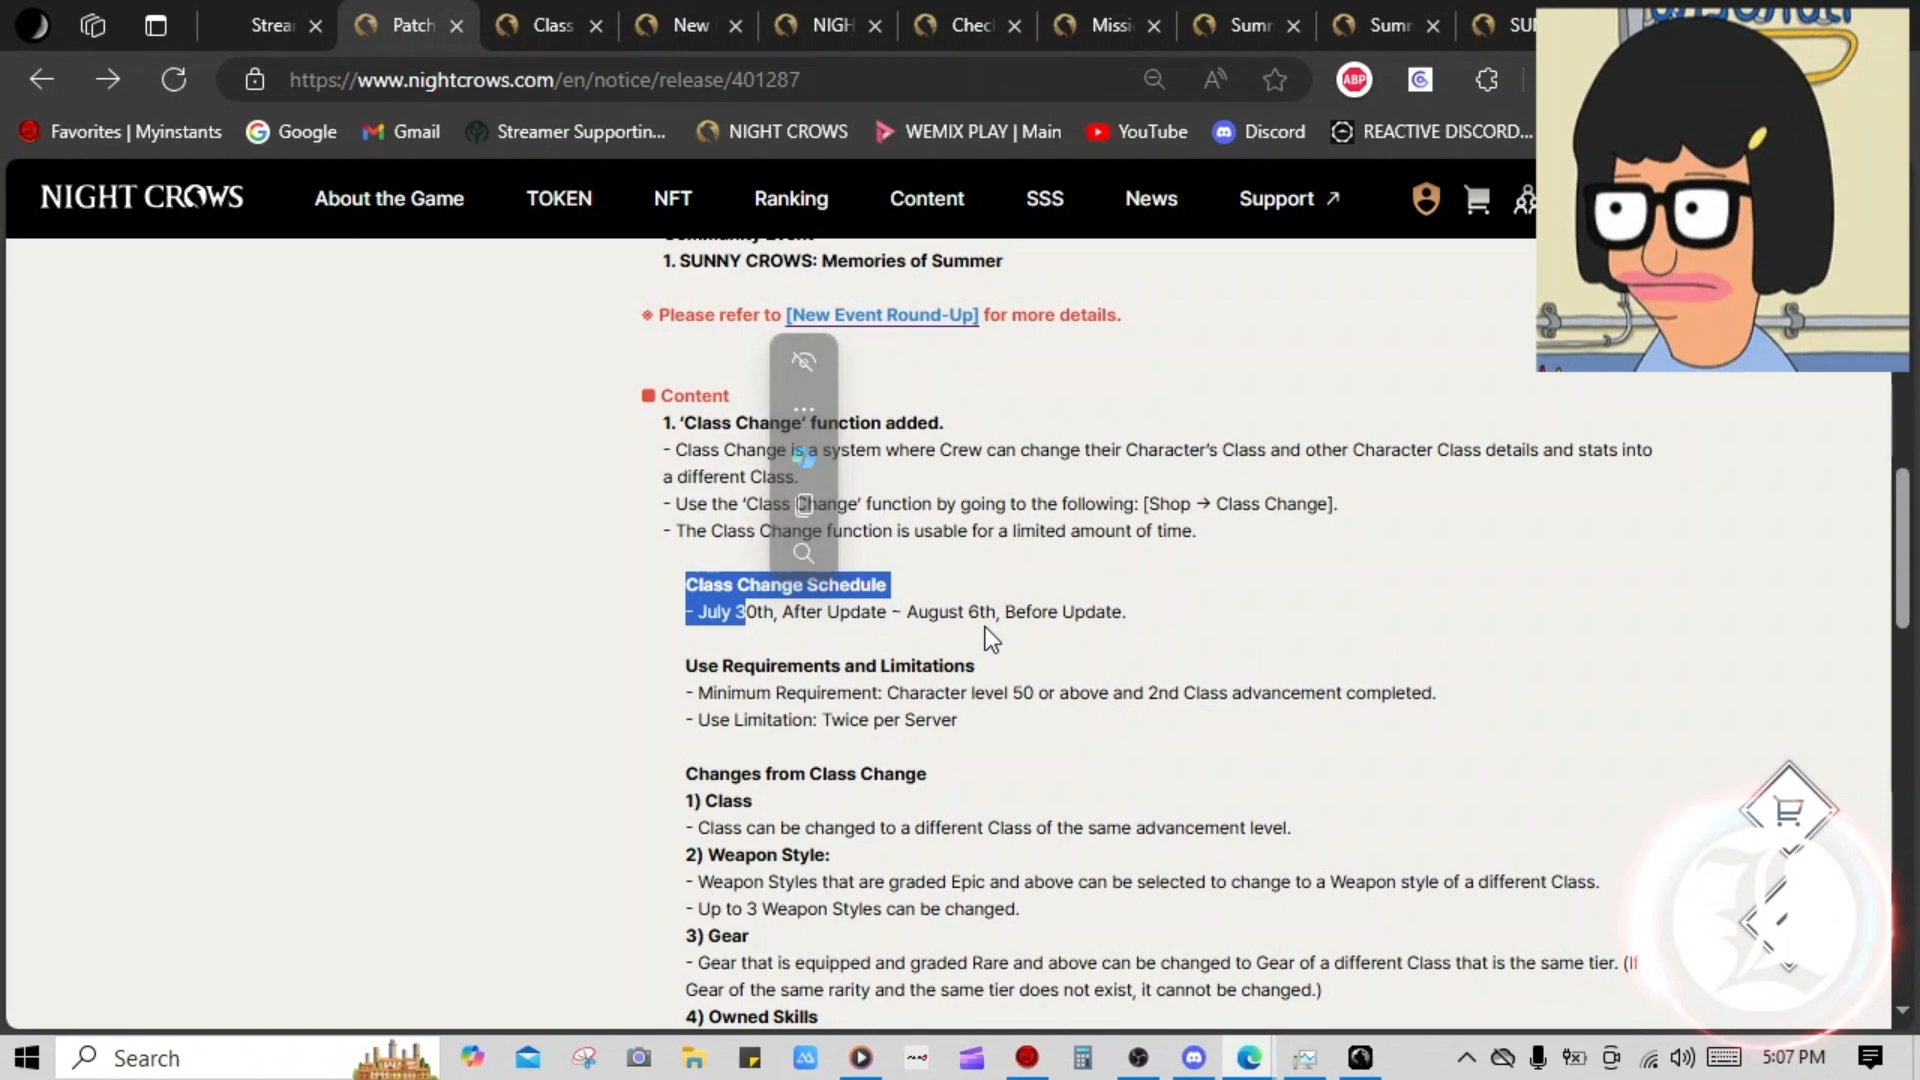 Strea
Patch
Class
New
NIGH
Chec
Missi
Summ
Summ
SUN
https://www.nightcrows.com/en/notice/release/401287
ABP
Favorites | Myinstants
Google
Gmail
Streamer Supportin...
NIGHT CROWS
WEMIX PLAY | Main
YouTube
Discord
REACTIVE DISCORD...
NIGHT CROWS
About the Game
TOKEN
NFT
Ranking
Content
SSS
News
Support
Community Event
1. SUNNY CROWS: Memories of Summer
※ Please refer to [New Event Round-Up] for more details.
■ Content
1. ‘Class Change’ function added.
- Class Change is a system where Crew can change their Character’s Class and other Character Class details and stats into
a different Class.
- Use the ‘Class Change’ function by going to the following: [Shop → Class Change].
- The Class Change function is usable for a limited amount of time.
Class Change Schedule
- July 30th, After Update ~ August 6th, Before Update.
Use Requirements and Limitations
- Minimum Requirement: Character level 50 or above and 2nd Class advancement completed.
- Use Limitation: Twice per Server
Changes from Class Change
1) Class
- Class can be changed to a different Class of the same advancement level.
2) Weapon Style:
- Weapon Styles that are graded Epic and above can be selected to change to a Weapon style of a different Class.
- Up to 3 Weapon Styles can be changed.
3) Gear
- Gear that is equipped and graded Rare and above can be changed to Gear of a different Class that is the same tier. (If
Gear of the same rarity and the same tier does not exist, it cannot be changed.)
4) Owned Skills
Search
5:07 PM